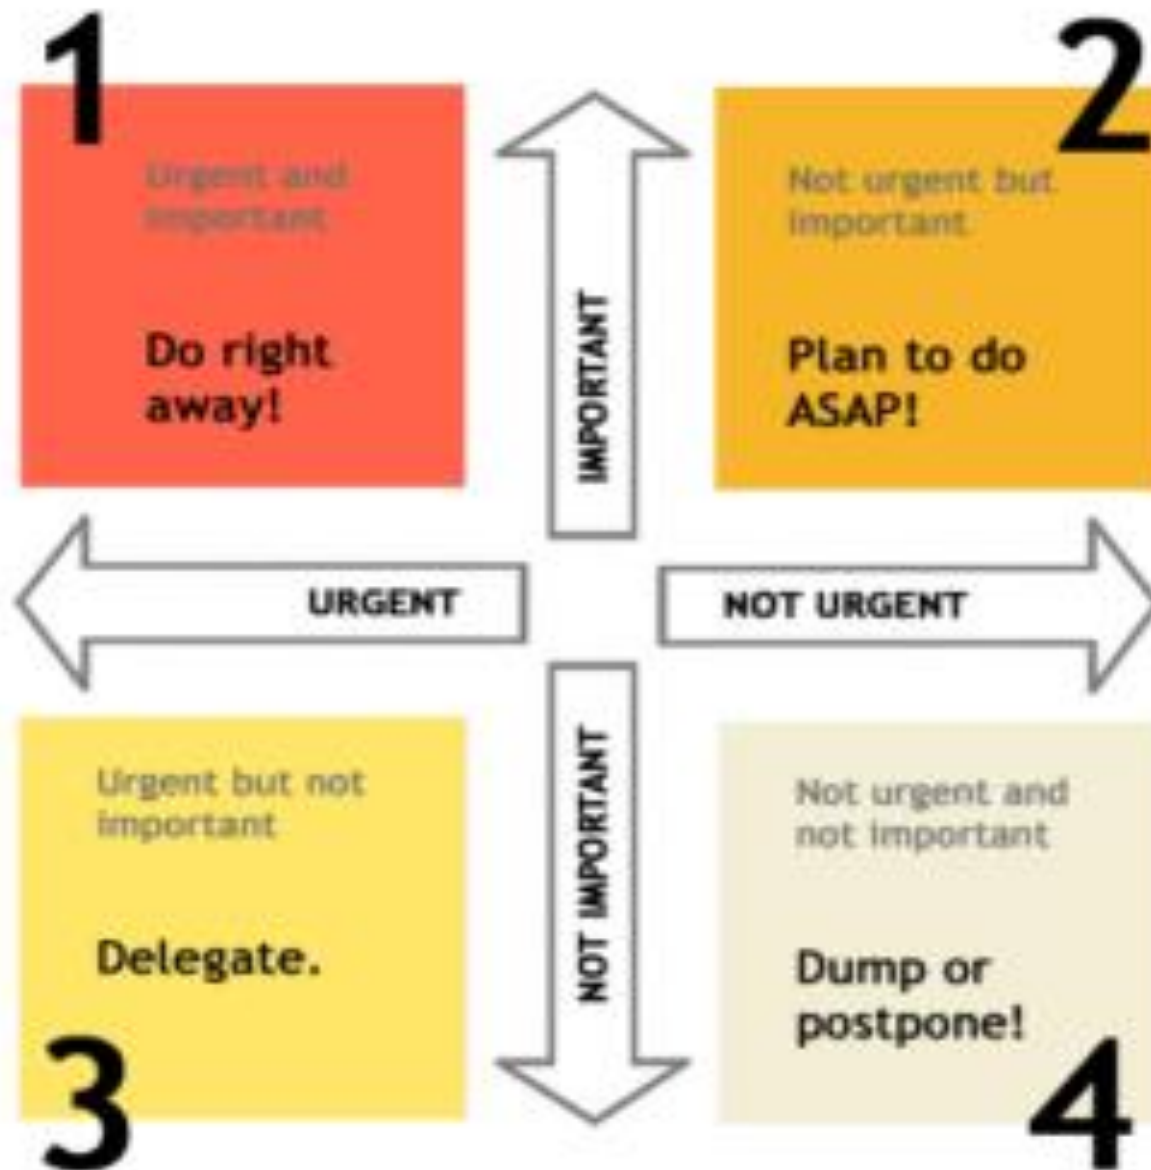 1
Urgent and
important
Do right
away!
2
Not urgent but
important
Plan to do
ASAP!
IMPORTANT
URGENT
NOT URGENT
NOT IMPORTANT
Urgent but not
important
Delegate.
3
Not urgent and
not important
Dump or
postpone!
4